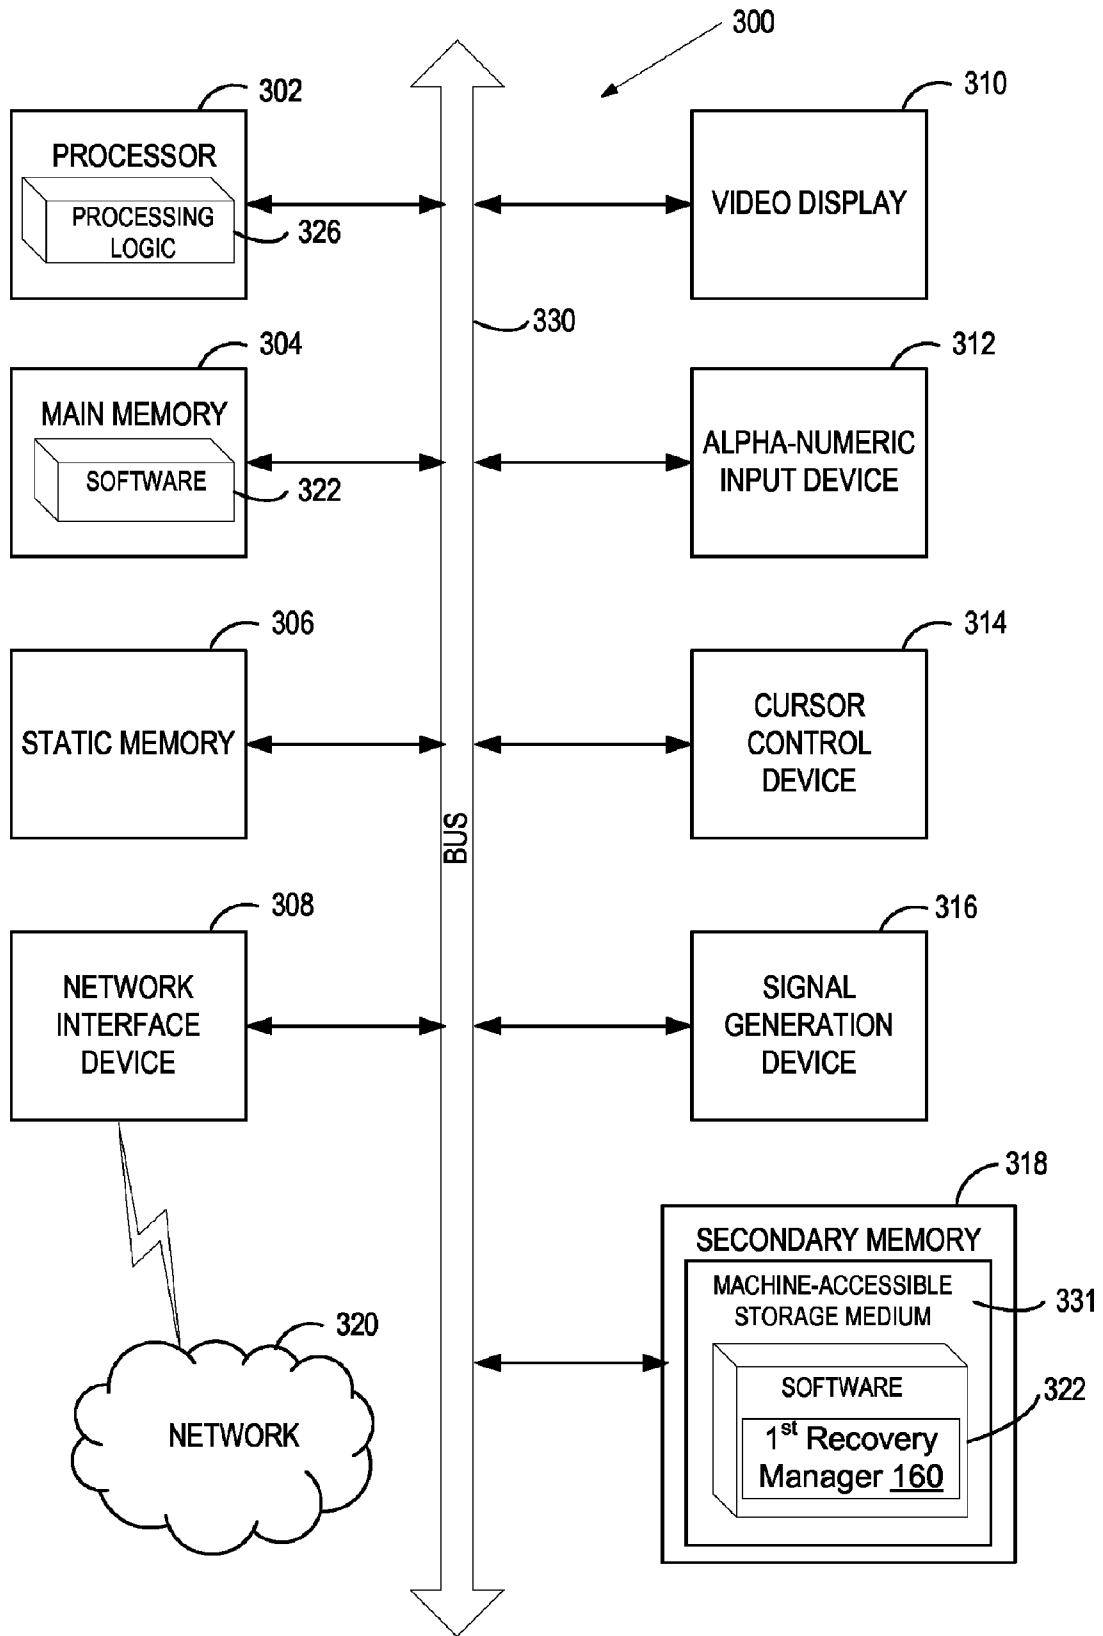 300
302
PROCESSOR
PROCESSING
LOGIC
326
310
VIDEO DISPLAY
330
304
MAIN MEMORY
SOFTWARE
322
312
ALPHA-NUMERIC
INPUT DEVICE
306
STATIC MEMORY
314
CURSOR
CONTROL
DEVICE
BUS
308
NETWORK
INTERFACE
DEVICE
316
SIGNAL
GENERATION
DEVICE
318
SECONDARY MEMORY
MACHINE-ACCESSIBLE
STORAGE MEDIUM
331
SOFTWARE
322
1st Recovery
Manager 160
320
NETWORK